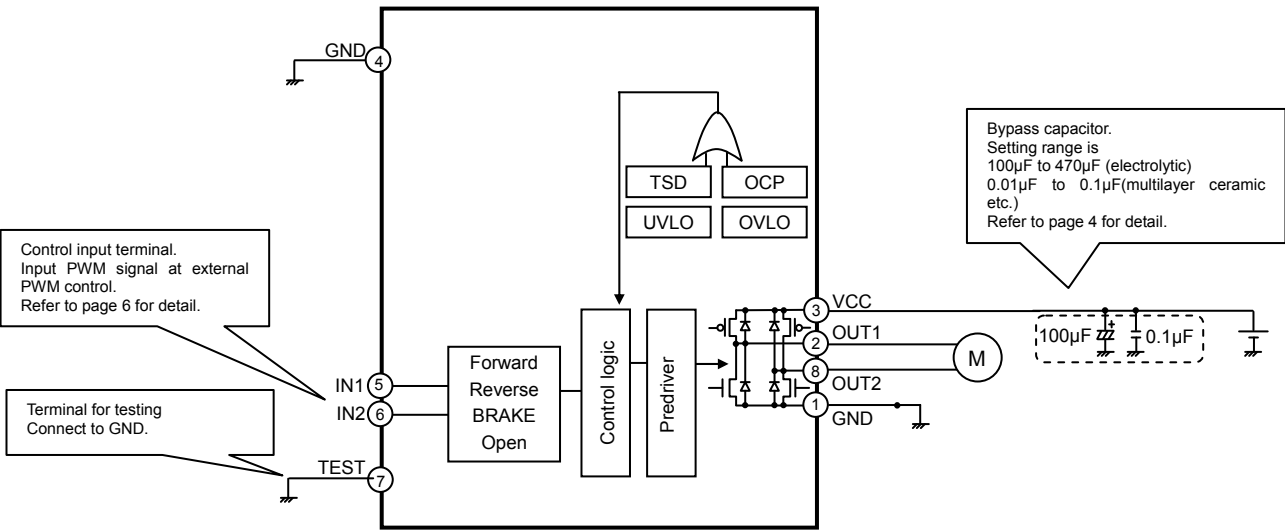 GND
4
Bypass capacitor.
Setting range is
100µF to 470µF (electrolytic)
0.01µF to 0.1µF(multilayer ceramic
etc.)
Refer to page 4 for detail.
TSD
OCP
UVLO
OVLO
Control input terminal.
Input PWM signal at external
PWM control.
Refer to page 6 for detail.
Terminal for testing
Connect to GND.
IN1
5
IN2
6
TEST
7
Forward
Reverse
BRAKE
Open
Control logic
Predriver
3
VCC
2
OUT1
8
OUT2
1
GND
M
100µF
+
0.1µF